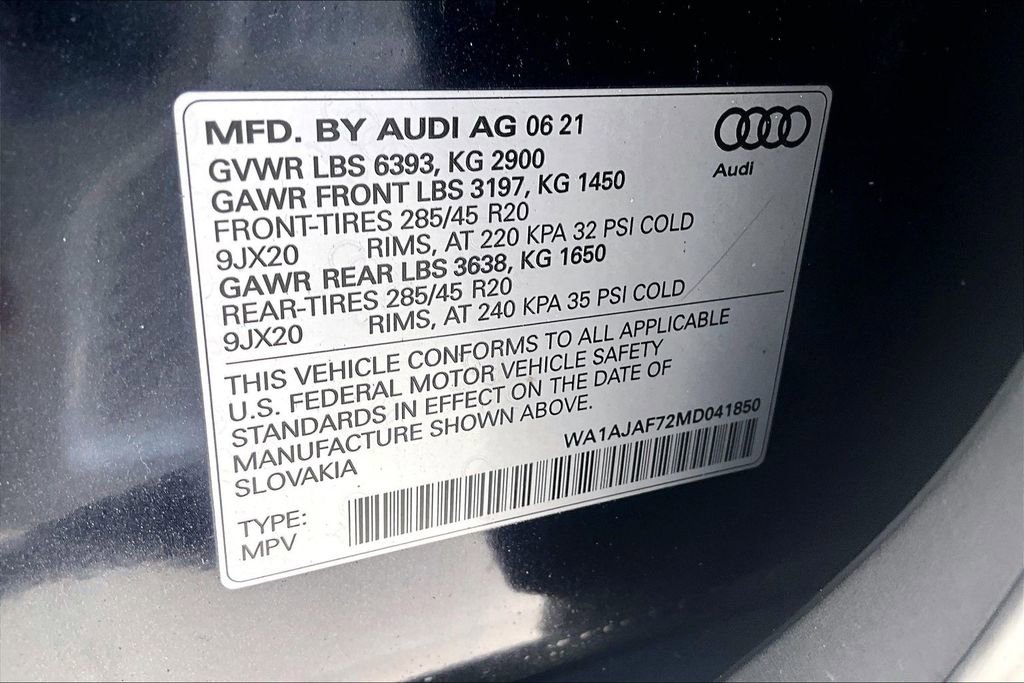 MFD. BY AUDI AG 06 21
Audi
GVWR LBS 6393, KG 2900
GAWR FRONT LBS 3197, KG 1450
FRONT-TIRES 285/45 R20
9JX20 RIMS, AT 220 KPA 32 PSI COLD
GAWR REAR LBS 3638, KG 1650
REAR-TIRES 285/45 R20
9JX20 RIMS, AT 240 KPA 35 PSI COLD
THIS VEHICLE CONFORMS TO ALL APPLICABLE
U.S. FEDERAL MOTOR VEHICLE SAFETY
STANDARDS IN EFFECT ON THE DATE OF
MANUFACTURE SHOWN ABOVE.
SLOVAKIA
WA1AJAF72MD041850
TYPE:
MPV